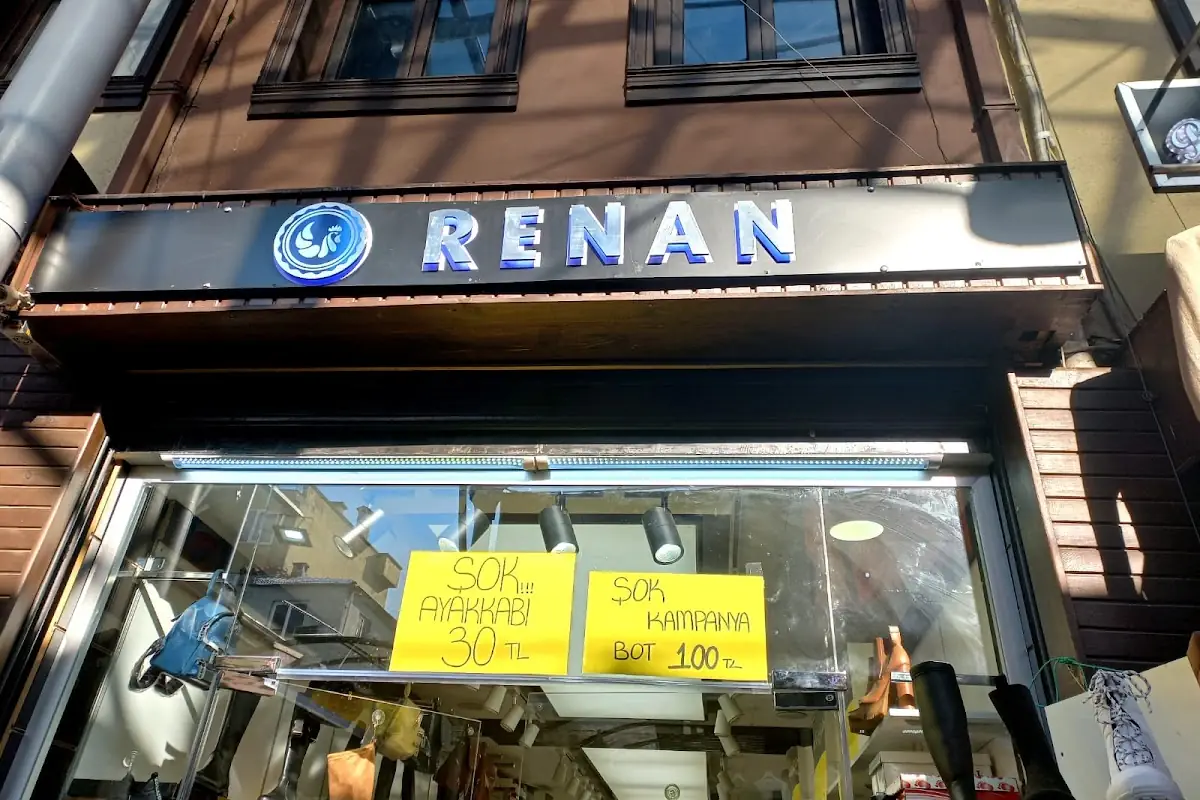 RENAN
ŞOK!!!
AYAKKABI
30 TL
ŞOK
KAMPANYA
BOT 100 TL